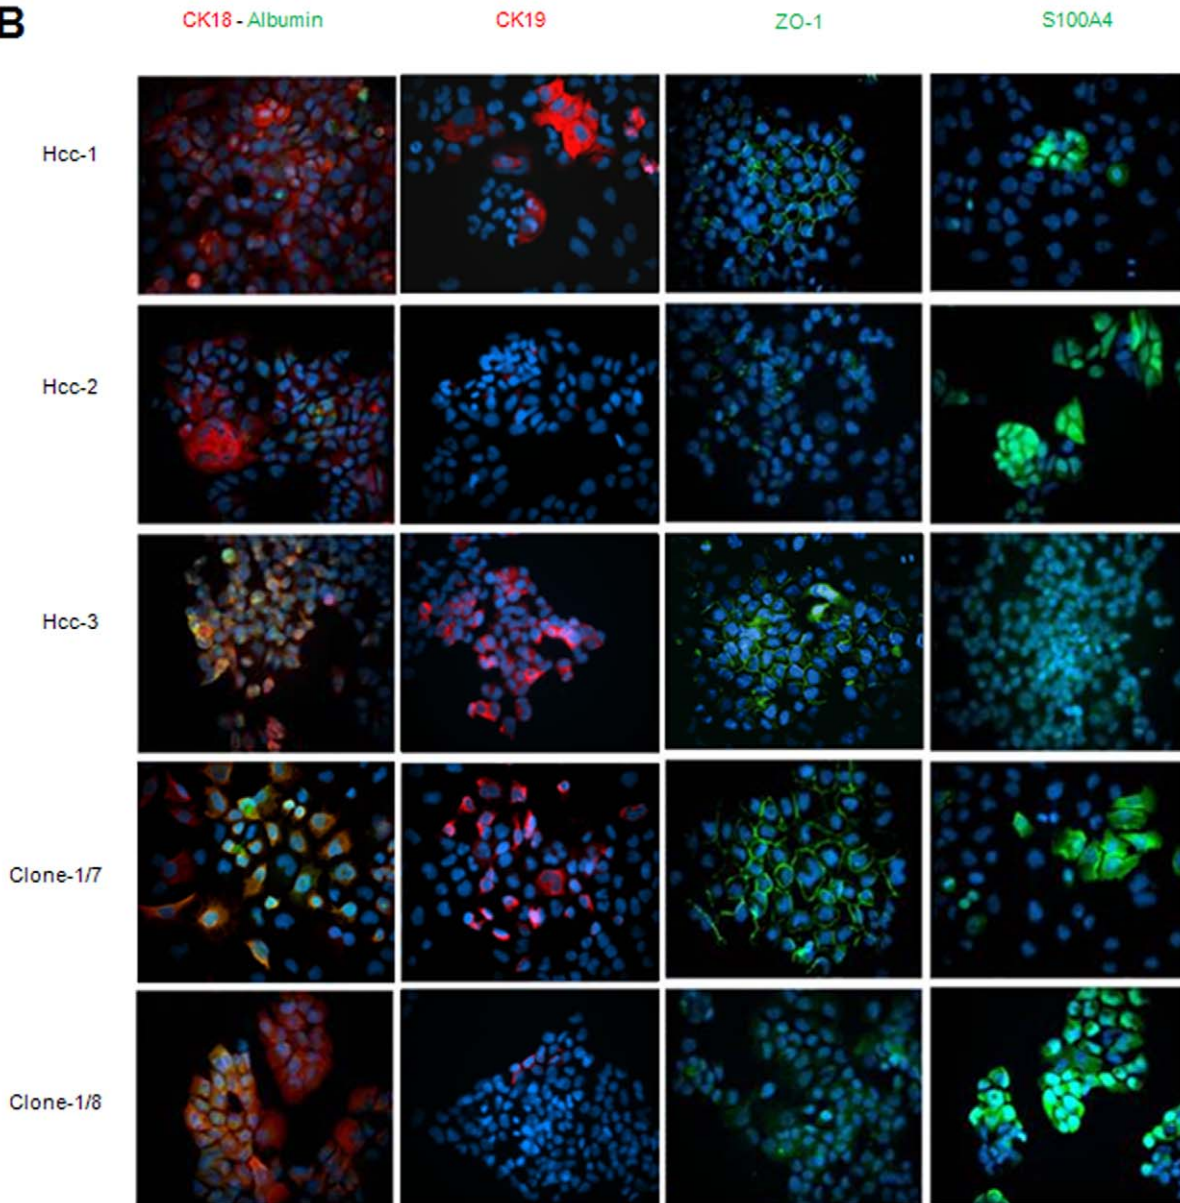 B
CK18 - Albumin CK19 ZO-1 S100A4
Hcc-1
Hcc-2
Hcc-3
Clone-1/7
Clone-1/8